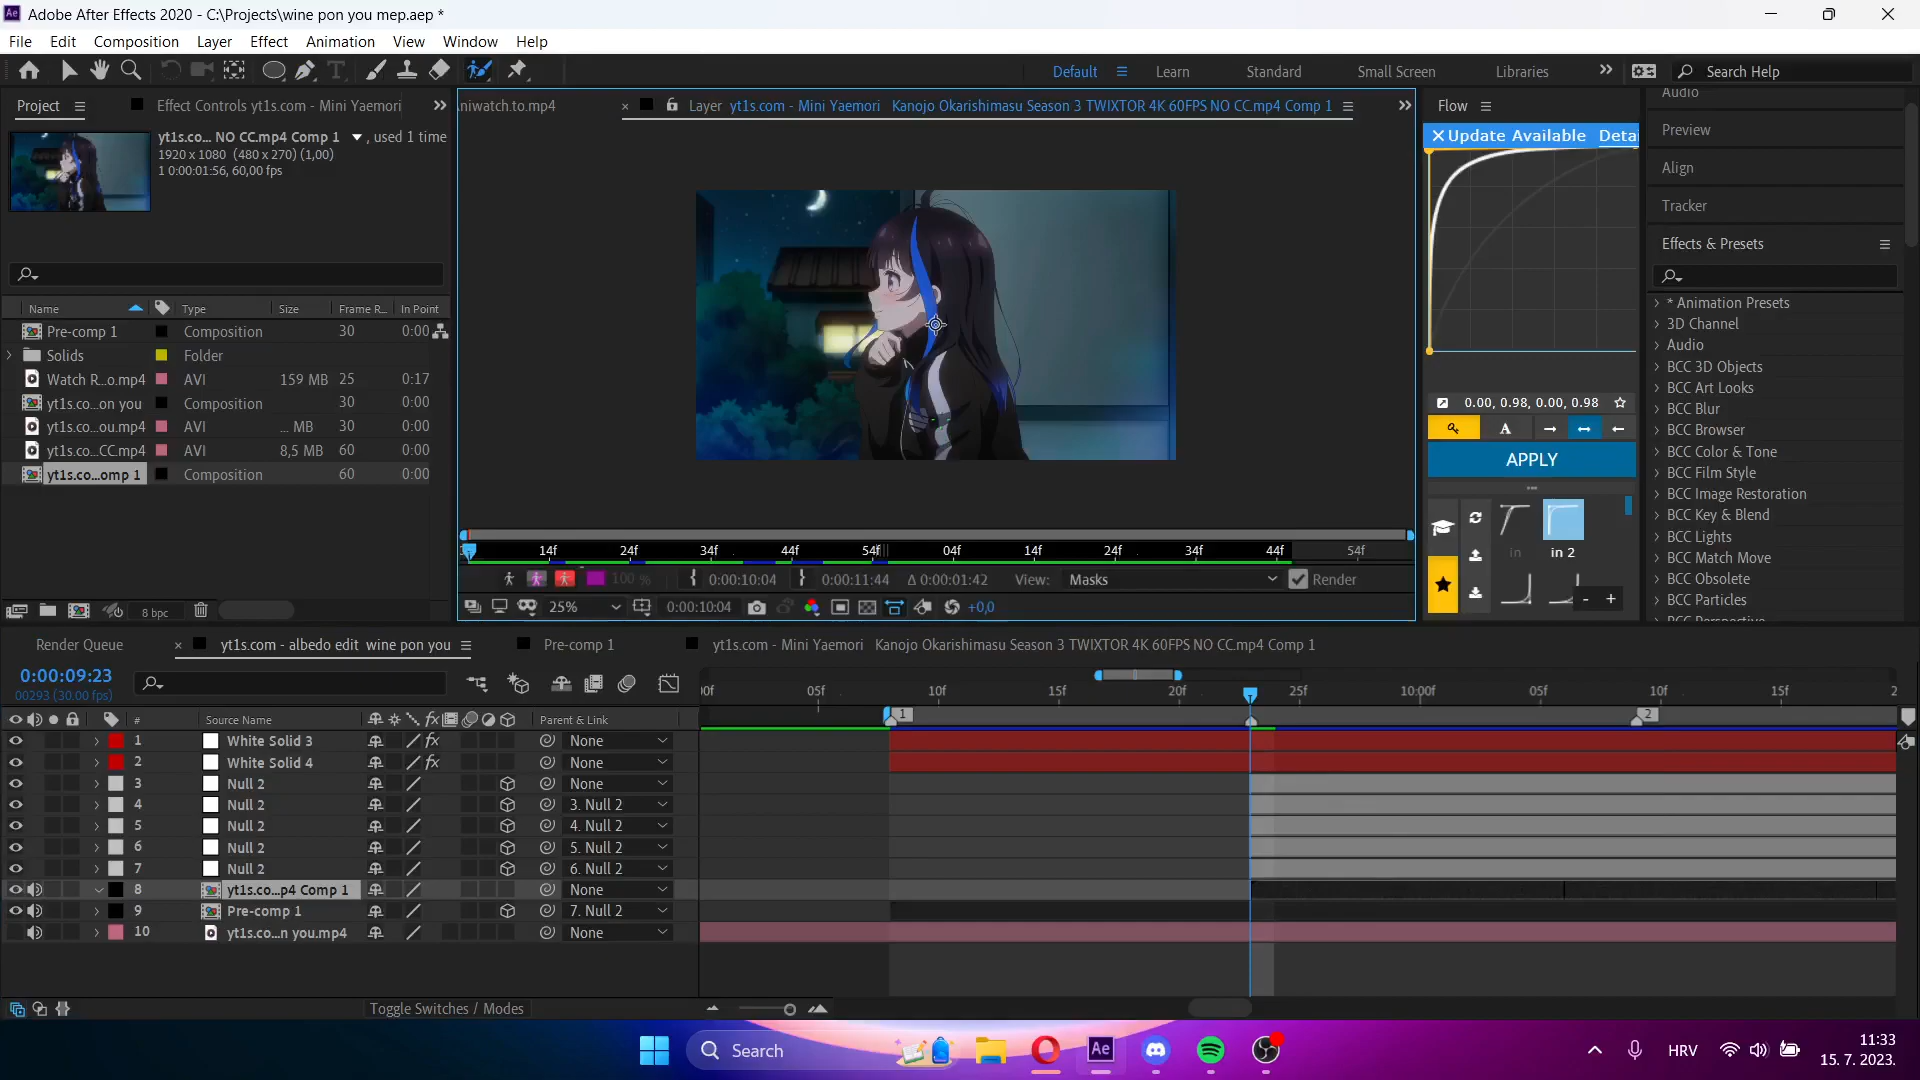 Adobe After Effects 2020 - C:\Projects\wine pon you mep.aep *
File Edit Composition Layer Effect Animation View Window Help
Default Learn Standard Small Screen Libraries Search Help
Project Effect Controls yt1s.com - Mini Yaemori
niwatch.to.mp4 Layer yt1s.com - Mini Yaemori Kanojo Okarishimasu Season 3 TWIXTOR 4K 60FPS NO CC.mp4 Comp 1
yt1s.co... NO CC.mp4 Comp 1 , used 1 time
1920 x 1080 (480 x 270) (1,00)
Δ 0:00:01:56, 60,00 fps
Name Type Size Frame R... In Point
Pre-comp 1 Composition 30 0:00
Solids Folder
Watch R...o.mp4 AVI 159 MB 25 0:17
yt1s.co...on you Composition 30 0:00
yt1s.co...ou.mp4 AVI ... MB 30 0:00
yt1s.co...CC.mp4 AVI 8,5 MB 60 0:00
yt1s.co...omp 1 Composition 60 0:00
8 bpc
14f 24f 34f 44f 54f 04f 14f 24f 34f 44f 54f
100 % 0:00:10:04 0:00:11:44 Δ 0:00:01:42 View: Masks Render
25% 0:00:10:04 +0,0
Flow
Update Available Detai
0.00, 0.98, 0.00, 0.98
A
APPLY
in in 2
- +
Audio
Preview
Align
Tracker
Effects & Presets
* Animation Presets
3D Channel
Audio
BCC 3D Objects
BCC Art Looks
BCC Blur
BCC Browser
BCC Color & Tone
BCC Film Style
BCC Image Restoration
BCC Key & Blend
BCC Lights
BCC Match Move
BCC Obsolete
BCC Particles
BCC Perspective
Render Queue yt1s.com - albedo edit wine pon you Pre-comp 1 yt1s.com - Mini Yaemori Kanojo Okarishimasu Season 3 TWIXTOR 4K 60FPS NO CC.mp4 Comp 1
0:00:09:23
00293 (30.00 fps)
00f 05f 10f 15f 20f 25f 10:00f 05f 10f 15f 2
1 2
# Source Name fx Parent & Link
1 White Solid 3 fx None
2 White Solid 4 fx None
3 Null 2 None
4 Null 2 3. Null 2
5 Null 2 4. Null 2
6 Null 2 5. Null 2
7 Null 2 6. Null 2
8 yt1s.co...p4 Comp 1 None
9 Pre-comp 1 7. Null 2
10 yt1s.co...n you.mp4 None
Toggle Switches / Modes
Search
HRV
11:33
15. 7. 2023.